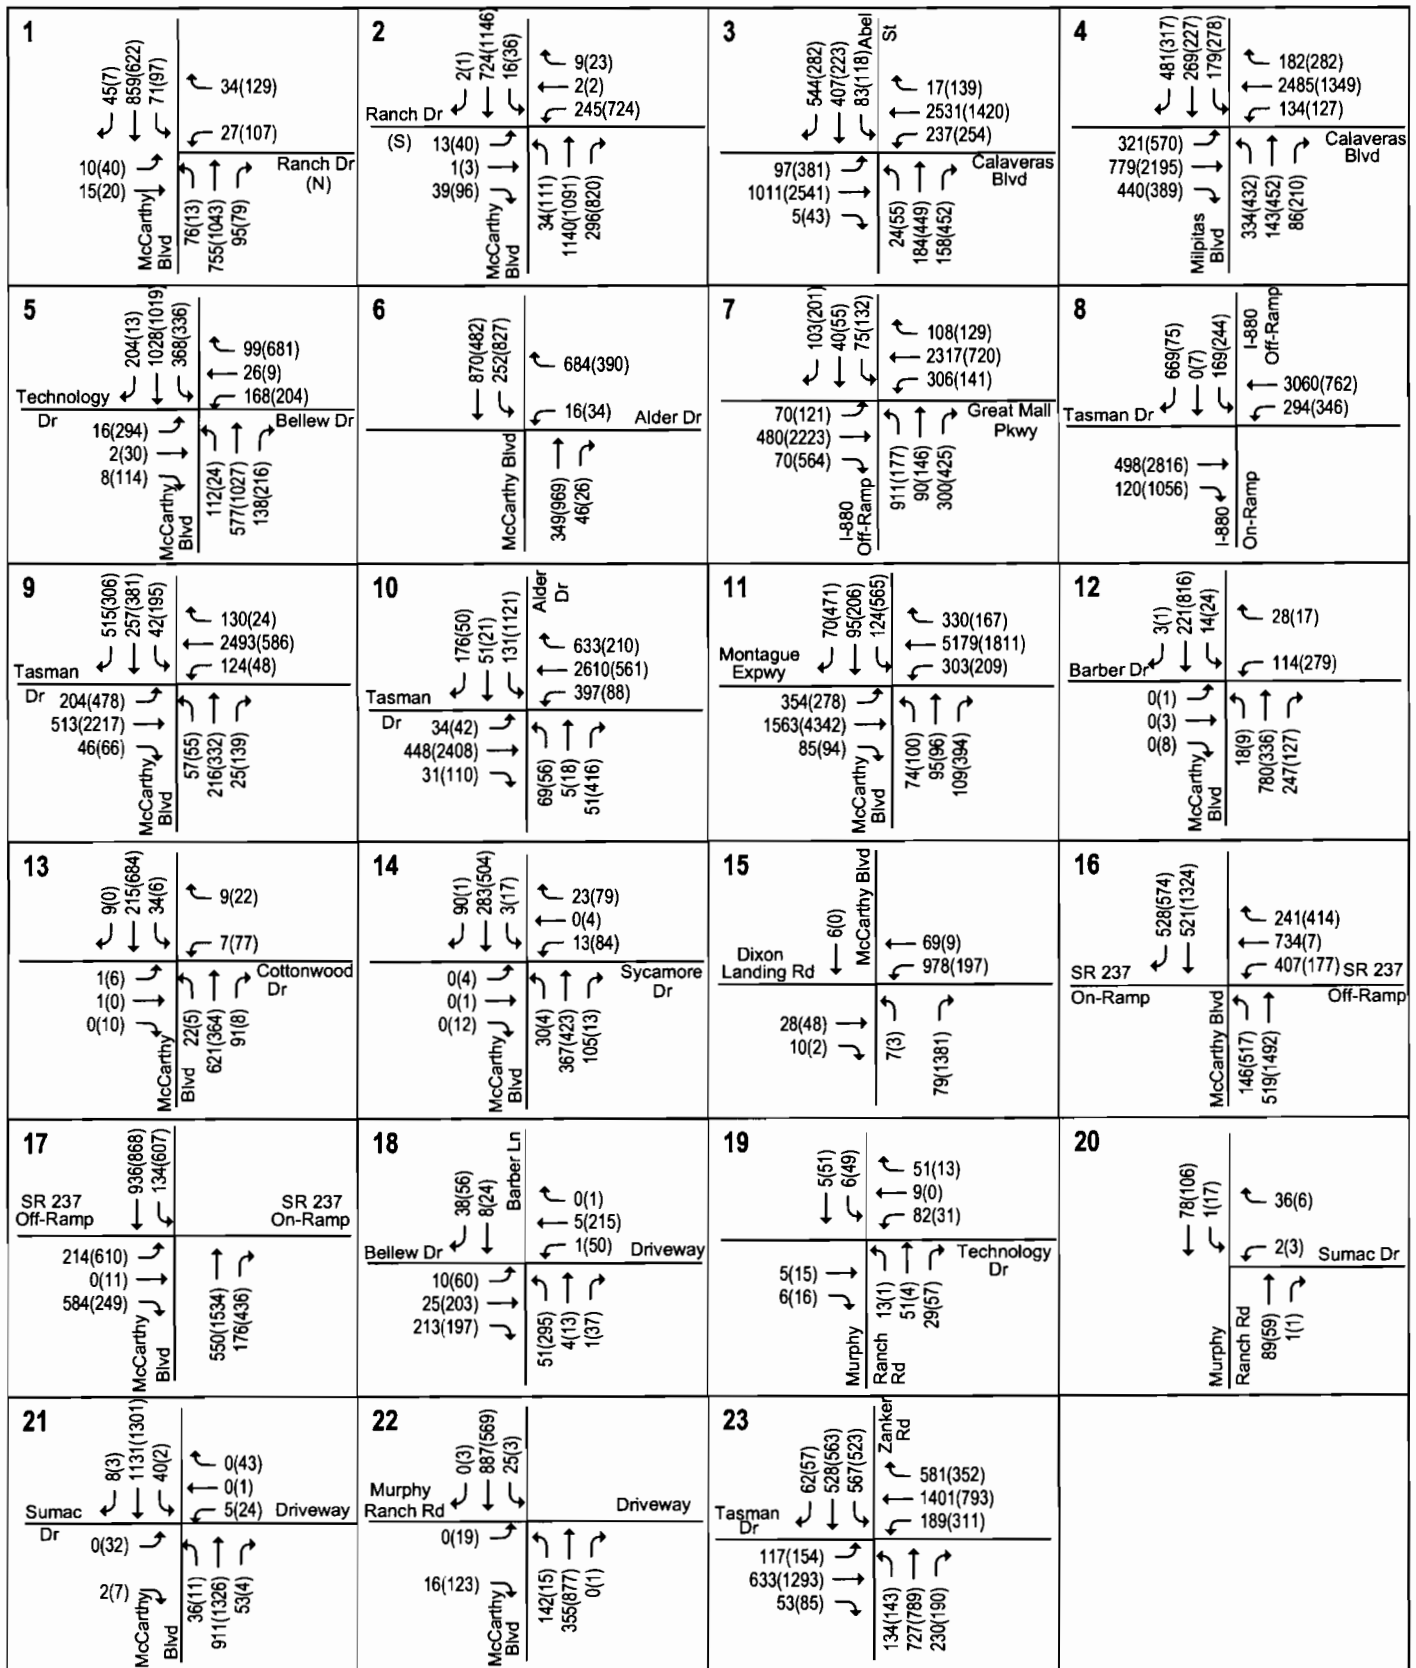 1
45(7)
859(622)
71(97)
34(129)
27(107)
Ranch Dr
(N)
10(40)
15(20)
McCarthy
Blvd
76(13)
755(1043)
95(79)
2
2(1)
724(1146)
16(36)
9(23)
2(2)
245(724)
Ranch Dr
(S)
13(40)
1(3)
39(96)
McCarthy
Blvd
34(111)
1140(1091)
296(820)
3
544(282)
407(223)
83(118)
Abel
St
17(139)
2531(1420)
237(254)
Calaveras
Blvd
97(381)
1011(2541)
5(43)
24(55)
184(449)
158(452)
4
481(317)
269(227)
179(278)
182(282)
2485(1349)
134(127)
Calaveras
Blvd
321(570)
779(2195)
440(389)
Milpitas
Blvd
334(432)
143(452)
86(210)
5
204(13)
1028(1019)
368(336)
99(681)
26(9)
168(204)
Technology
Dr
Bellew Dr
16(294)
2(30)
8(114)
McCarthy
Blvd
112(24)
577(1027)
138(216)
6
870(482)
252(827)
684(390)
16(34)
Alder Dr
McCarthy Blvd
349(969)
46(26)
7
103(201)
40(55)
75(132)
108(129)
2317(720)
306(141)
Great Mall
Pkwy
70(121)
480(2223)
70(564)
I-880
Off-Ramp
911(177)
90(146)
300(425)
8
669(75)
0(7)
169(244)
I-880
Off-Ramp
3060(762)
294(346)
Tasman Dr
498(2816)
120(1056)
I-880
On-Ramp
9
515(306)
257(381)
42(195)
130(24)
2493(586)
124(48)
Tasman
Dr
204(478)
513(2217)
46(66)
McCarthy
Blvd
57(55)
216(332)
25(139)
10
176(50)
51(21)
131(1121)
Alder
Dr
633(210)
2610(561)
397(88)
Tasman
Dr
34(42)
448(2408)
31(110)
69(56)
5(18)
51(416)
11
70(471)
95(206)
124(565)
330(167)
5179(1811)
303(209)
Montague
Expwy
354(278)
1563(4342)
85(94)
McCarthy
Blvd
74(100)
95(96)
109(394)
12
3(1)
221(816)
14(24)
28(17)
114(279)
Barber Dr
0(1)
0(3)
0(8)
McCarthy
Blvd
18(9)
780(336)
247(127)
13
9(0)
215(684)
34(6)
9(22)
7(77)
Cottonwood
Dr
1(6)
1(0)
0(10)
McCarthy
Blvd
22(5)
621(364)
91(8)
14
90(1)
283(504)
3(17)
23(79)
0(4)
13(84)
Sycamore
Dr
0(4)
0(1)
0(12)
McCarthy
Blvd
30(4)
367(423)
105(13)
15
6(0)
McCarthy Blvd
69(9)
978(197)
Dixon
Landing Rd
28(48)
10(2)
7(3)
79(1381)
16
528(574)
521(1324)
241(414)
734(7)
407(177)
SR 237
On-Ramp
SR 237
Off-Ramp
McCarthy Blvd
146(517)
519(1492)
17
936(868)
134(607)
SR 237
Off-Ramp
SR 237
On-Ramp
214(610)
0(11)
584(249)
McCarthy
Blvd
550(1534)
176(436)
18
38(56)
8(24)
Barber Ln
0(1)
5(215)
1(50)
Bellew Dr
Driveway
10(60)
25(203)
213(197)
51(295)
4(13)
1(37)
19
5(51)
6(49)
51(13)
9(0)
82(31)
Technology
Dr
5(15)
6(16)
Murphy
Ranch
Rd
13(1)
51(4)
29(57)
20
78(106)
1(17)
36(6)
2(3)
Sumac Dr
Murphy
Ranch Rd
89(59)
1(1)
21
8(3)
1131(1301)
40(2)
0(43)
0(1)
5(24)
Sumac
Dr
Driveway
0(32)
2(7)
McCarthy
Blvd
36(11)
911(1326)
53(4)
22
0(3)
887(569)
25(3)
Murphy
Ranch Rd
Driveway
0(19)
16(123)
McCarthy
Blvd
142(15)
355(877)
0(1)
23
62(57)
528(563)
567(523)
Zanker
Rd
581(352)
1401(793)
189(311)
Tasman
Dr
117(154)
633(1293)
53(85)
134(143)
727(789)
230(190)